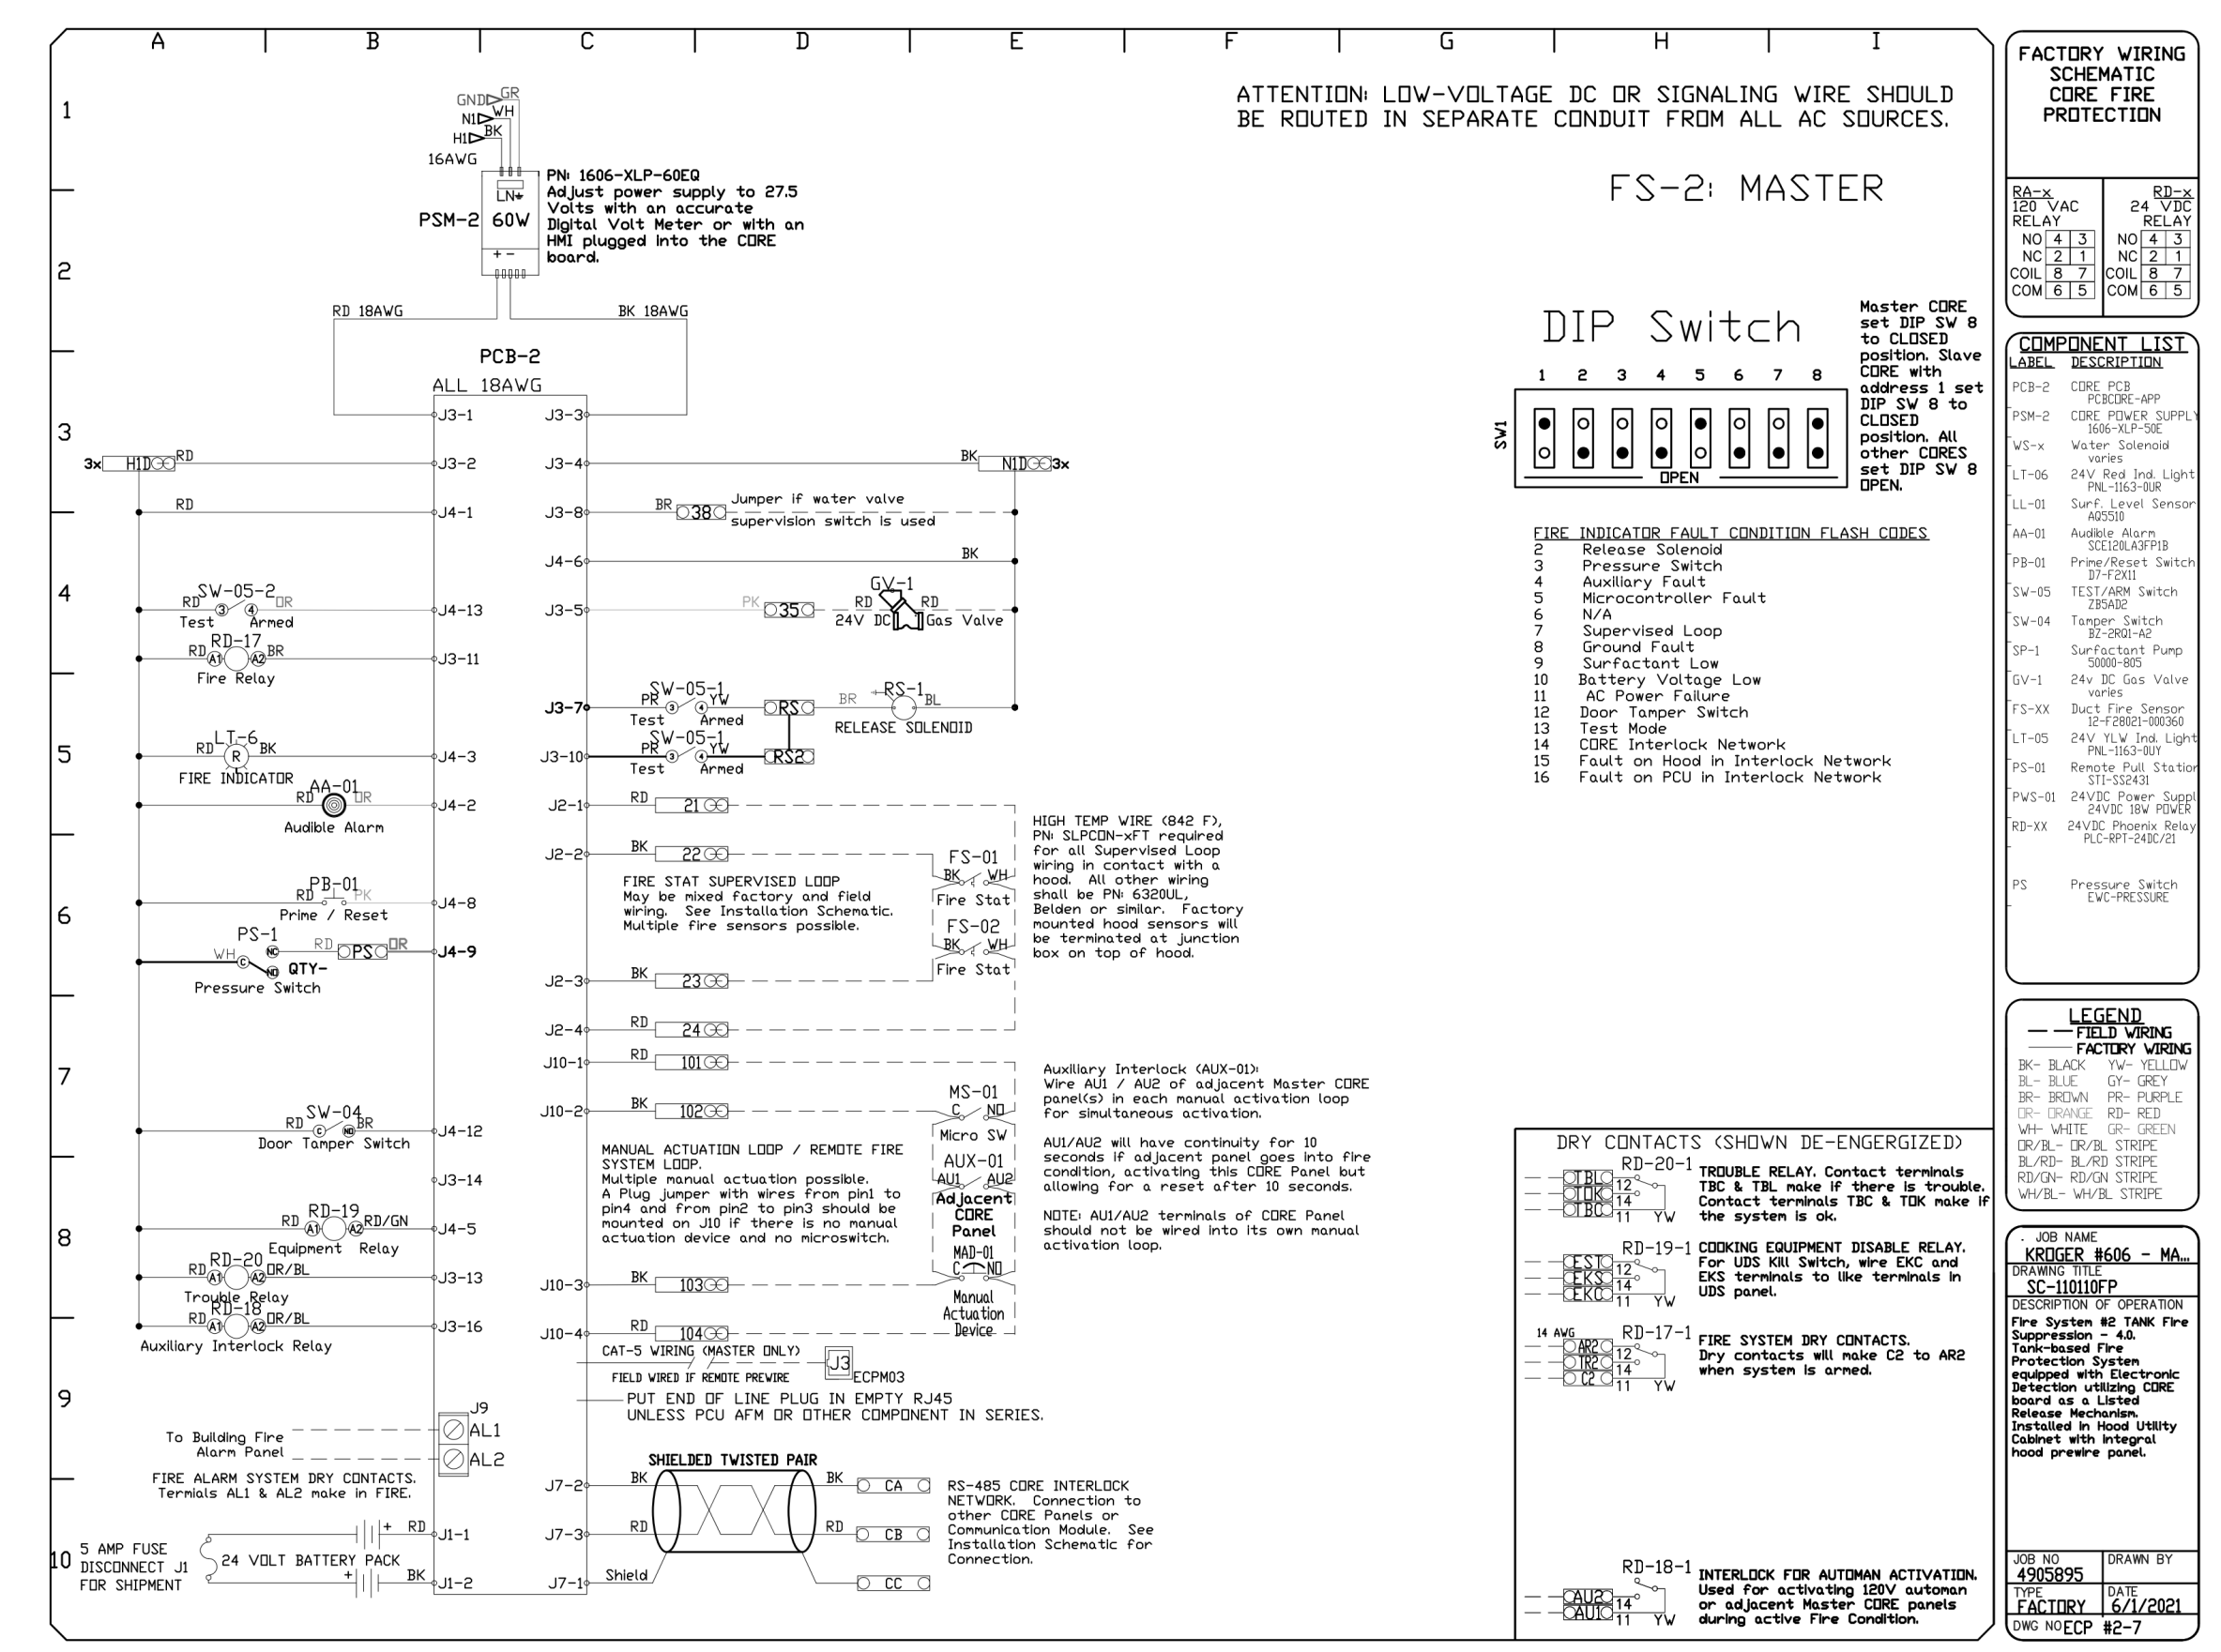 A B C D E F G H I
1
2
3
4
5
6
7
8
9
10
ATTENTION: LOW-VOLTAGE DC OR SIGNALING WIRE SHOULD
BE ROUTED IN SEPARATE CONDUIT FROM ALL AC SOURCES.
FS-2: MASTER
GND GR
N1 WH
H1 BK
16AWG
LN
PSM-2 60W
+ -
PN: 1606-XLP-60EQ
Adjust power supply to 27.5
Volts with an accurate
Digital Volt Meter or with an
HMI plugged into the CORE
board.
RD 18AWG
BK 18AWG
PCB-2
ALL 18AWG
J3-1
J3-3
3x H1D RD J3-2
J3-4 BK N1D 3x
RD J4-1
J3-8 BR 38 Jumper if water valve
supervision switch is used
J4-6 BK
SW-05-2
RD 3 4 OR J4-13
Test Armed
GV-1
J3-5 PK 35 RD RD
24V DC Gas Valve
RD-17
RD A1 A2 BR J3-11
Fire Relay
SW-05-1
J3-7 PR 3 4 YW RS BR RS-1 BL
Test Armed
RELEASE SOLENOID
SW-05-1
J3-10 PR 3 4 YW RS2
Test Armed
LT-6
RD R BK J4-3
FIRE INDICATOR
AA-01
RD OR J4-2
Audible Alarm
J2-1 RD 21
J2-2 BK 22
PB-01
RD PK J4-8
Prime / Reset
PS-1
WH C NC RD PS OR J4-9
NO QTY-
Pressure Switch
FIRE STAT SUPERVISED LOOP
May be mixed factory and field
wiring. See Installation Schematic.
Multiple fire sensors possible.
FS-01
BK WH
Fire Stat
FS-02
BK WH
Fire Stat
HIGH TEMP WIRE (842 F),
PN: SLPCON-xFT required
for all Supervised Loop
wiring in contact with a
hood. All other wiring
shall be PN: 6320UL,
Belden or similar. Factory
mounted hood sensors will
be terminated at junction
box on top of hood.
J2-3 BK 23
J2-4 RD 24
J10-1 RD 101
J10-2 BK 102
MS-01
C NO
Micro SW
AUX-01
AU1 AU2
Adjacent
CORE
Panel
MAD-01
C NO
Manual
Actuation
Device
Auxiliary Interlock (AUX-01):
Wire AU1 / AU2 of adjacent Master CORE
panel(s) in each manual activation loop
for simultaneous activation.
AU1/AU2 will have continuity for 10
seconds if adjacent panel goes into fire
condition, activating this CORE Panel but
allowing for a reset after 10 seconds.
NOTE: AU1/AU2 terminals of CORE Panel
should not be wired into its own manual
activation loop.
SW-04
RD C NO BR J4-12
Door Tamper Switch
J3-14
MANUAL ACTUATION LOOP / REMOTE FIRE
SYSTEM LOOP.
Multiple manual actuation possible.
A Plug jumper with wires from pin1 to
pin4 and from pin2 to pin3 should be
mounted on J10 if there is no manual
actuation device and no microswitch.
RD-19
RD A1 A2 RD/GN J4-5
Equipment Relay
RD-20
RD A1 A2 OR/BL J3-13
Trouble Relay
RD-18
RD A1 A2 OR/BL J3-16
Auxiliary Interlock Relay
J10-3 BK 103
J10-4 RD 104
CAT-5 WIRING (MASTER ONLY)
J3
FIELD WIRED IF REMOTE PREWIRE
ECPM03
PUT END OF LINE PLUG IN EMPTY RJ45
UNLESS PCU AFM OR OTHER COMPONENT IN SERIES.
J9
AL1
AL2
To Building Fire
Alarm Panel
FIRE ALARM SYSTEM DRY CONTACTS.
Termials AL1 & AL2 make in FIRE.
SHIELDED TWISTED PAIR
J7-2 BK BK CA
J7-3 RD RD CB
J7-1 Shield CC
RS-485 CORE INTERLOCK
NETWORK. Connection to
other CORE Panels or
Communication Module. See
Installation Schematic for
Connection.
5 AMP FUSE
DISCONNECT J1
FOR SHIPMENT
+ RD J1-1
24 VOLT BATTERY PACK
+ BK J1-2
DIP Switch
1 2 3 4 5 6 7 8
SW1
OPEN
Master CORE
set DIP SW 8
to CLOSED
position. Slave
CORE with
address 1 set
DIP SW 8 to
CLOSED
position. All
other CORES
set DIP SW 8
OPEN.
FIRE INDICATOR FAULT CONDITION FLASH CODES
2 Release Solenoid
3 Pressure Switch
4 Auxiliary Fault
5 Microcontroller Fault
6 N/A
7 Supervised Loop
8 Ground Fault
9 Surfactant Low
10 Battery Voltage Low
11 AC Power Failure
12 Door Tamper Switch
13 Test Mode
14 CORE Interlock Network
15 Fault on Hood in Interlock Network
16 Fault on PCU in Interlock Network
DRY CONTACTS (SHOWN DE-ENGERGIZED)
RD-20-1
TBL 12
TOK 14
TBC 11 YW
TROUBLE RELAY. Contact terminals
TBC & TBL make if there is trouble.
Contact terminals TBC & TOK make if
the system is ok.
RD-19-1
EST 12
EKS 14
EKC 11 YW
COOKING EQUIPMENT DISABLE RELAY.
For UDS Kill Switch, wire EKC and
EKS terminals to like terminals in
UDS panel.
14 AWG RD-17-1
AR2 12
TR2 14
C2 11 YW
FIRE SYSTEM DRY CONTACTS.
Dry contacts will make C2 to AR2
when system is armed.
RD-18-1
AU2 14
AU1 11 YW
INTERLOCK FOR AUTOMAN ACTIVATION.
Used for activating 120V automan
or adjacent Master CORE panels
during active Fire Condition.
FACTORY WIRING
SCHEMATIC
CORE FIRE
PROTECTION
RA-x RD-x
120 VAC 24 VDC
RELAY RELAY
NO 4 3 NO 4 3
NC 2 1 NC 2 1
COIL 8 7 COIL 8 7
COM 6 5 COM 6 5
COMPONENT LIST
LABEL DESCRIPTION
PCB-2 CORE PCB
PCBCORE-APP
PSM-2 CORE POWER SUPPLY
1606-XLP-50E
WS-x Water Solenoid
varies
LT-06 24V Red Ind. Light
PNL-1163-0UR
LL-01 Surf. Level Sensor
AQ5510
AA-01 Audible Alarm
SCE120LA3FP1B
PB-01 Prime/Reset Switch
D7-F2X11
SW-05 TEST/ARM Switch
ZB5AD2
SW-04 Tamper Switch
BZ-2RQ1-A2
SP-1 Surfactant Pump
50000-805
GV-1 24v DC Gas Valve
varies
FS-XX Duct Fire Sensor
12-F28021-000360
LT-05 24V YLW Ind. Light
PNL-1163-0UY
PS-01 Remote Pull Station
STI-SS2431
PWS-01 24VDC Power Suppl
24VDC 18W POWER
RD-XX 24VDC Phoenix Relay
PLC-RPT-24DC/21
PS Pressure Switch
EWC-PRESSURE
LEGEND
FIELD WIRING
FACTORY WIRING
BK- BLACK YW- YELLOW
BL- BLUE GY- GREY
BR- BROWN PR- PURPLE
OR- ORANGE RD- RED
WH- WHITE GR- GREEN
OR/BL- OR/BL STRIPE
BL/RD- BL/RD STRIPE
RD/GN- RD/GN STRIPE
WH/BL- WH/BL STRIPE
. JOB NAME
KROGER #606 - MA...
DRAWING TITLE
SC-110110FP
DESCRIPTION OF OPERATION
Fire System #2 TANK Fire
Suppression - 4.0.
Tank-based Fire
Protection System
equipped with Electronic
Detection utilizing CORE
board as a Listed
Release Mechanism.
Installed in Hood Utility
Cabinet with integral
hood prewire panel.
JOB NO DRAWN BY
4905895
TYPE DATE
FACTORY 6/1/2021
DWG NO ECP #2-7